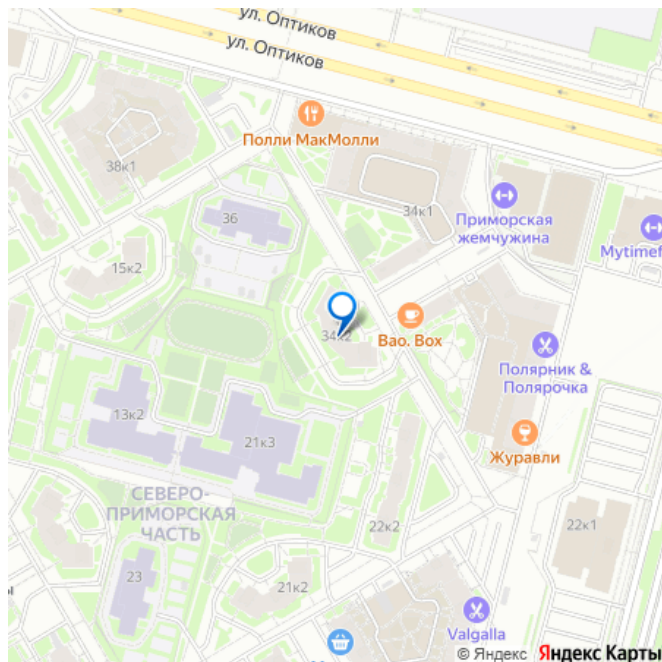 ул. Оптиков
ул. Оптиков
Полли МакМолли
38к1
34к1
36
Приморская
жемчужина
Mytimef
15к2
34к2
Bao. Box
Полярник &
Полярочка
13к2
21к3
Журавли
СЕВЕРО-
ПРИМОРСКАЯ
ЧАСТЬ
22к2
22к1
23
21к2
Valgalla
© Яндекс Яндекс Карты